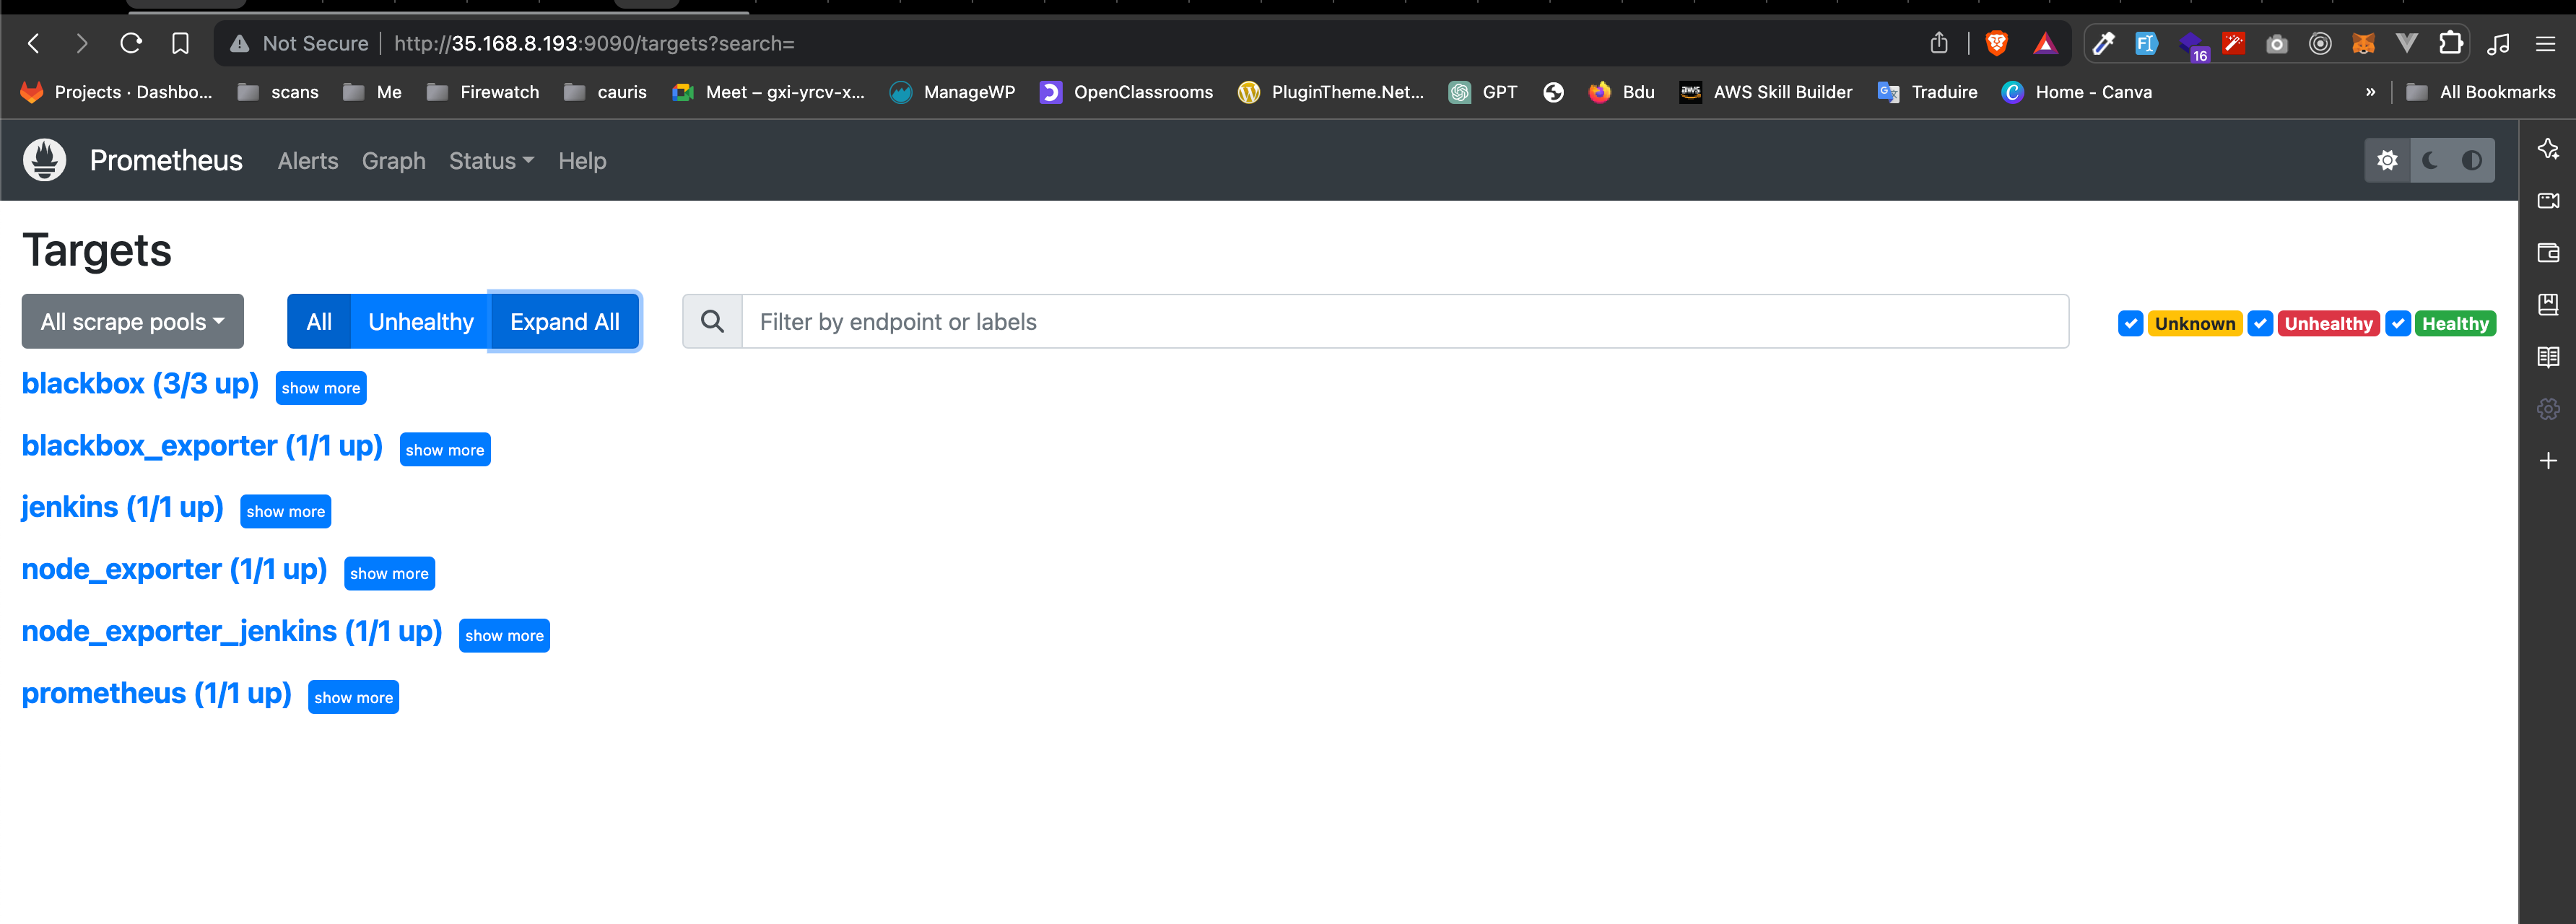 Not Secure http://35.168.8.193:9090/targets?search=
16
Projects · Dashbo... scans Me Firewatch cauris Meet – gxi-yrcv-x... ManageWP OpenClassrooms PluginTheme.Net... GPT Bdu aws AWS Skill Builder Traduire Home - Canva » All Bookmarks
Prometheus Alerts Graph Status Help
Targets
All scrape pools All Unhealthy Expand All Filter by endpoint or labels Unknown Unhealthy Healthy
blackbox (3/3 up) show more
blackbox_exporter (1/1 up) show more
jenkins (1/1 up) show more
node_exporter (1/1 up) show more
node_exporter_jenkins (1/1 up) show more
prometheus (1/1 up) show more